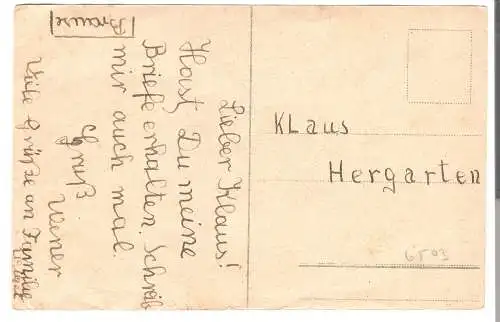 Lieber Klaus!
Hast Du meine
Briefe erhalten. Schreib
mir auch mal.
Gruß
Werner
Viele Grüße an Familie
Klaus
Hergarten
6503